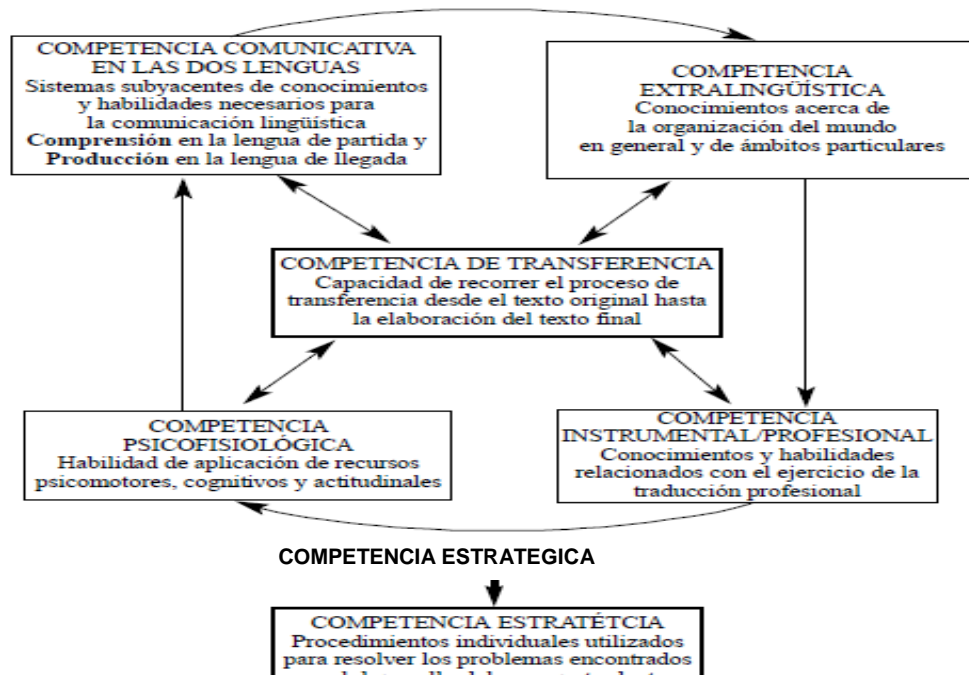 COMPETENCIA COMUNICATIVA
EN LAS DOS LENGUAS
Sistemas subyacentes de conocimientos
y habilidades necesarios para
la comunicación lingüística
Comprensión en la lengua de partida y
Producción en la lengua de llegada
COMPETENCIA
EXTRALINGÜÍSTICA
Conocimientos acerca de
la organización del mundo
en general y de ámbitos particulares
COMPETENCIA DE TRANSFERENCIA
Capacidad de recorrer el proceso de
transferencia desde el texto original hasta
la elaboración del texto final
COMPETENCIA
PSICOFISIOLÓGICA
Habilidad de aplicación de recursos
psicomotores, cognitivos y actitudinales
COMPETENCIA
INSTRUMENTAL/PROFESIONAL
Conocimientos y habilidades
relacionados con el ejercicio de la
traducción profesional
COMPETENCIA ESTRATEGICA
COMPETENCIA ESTRATÉTCIA
Procedimientos individuales utilizados
para resolver los problemas encontrados